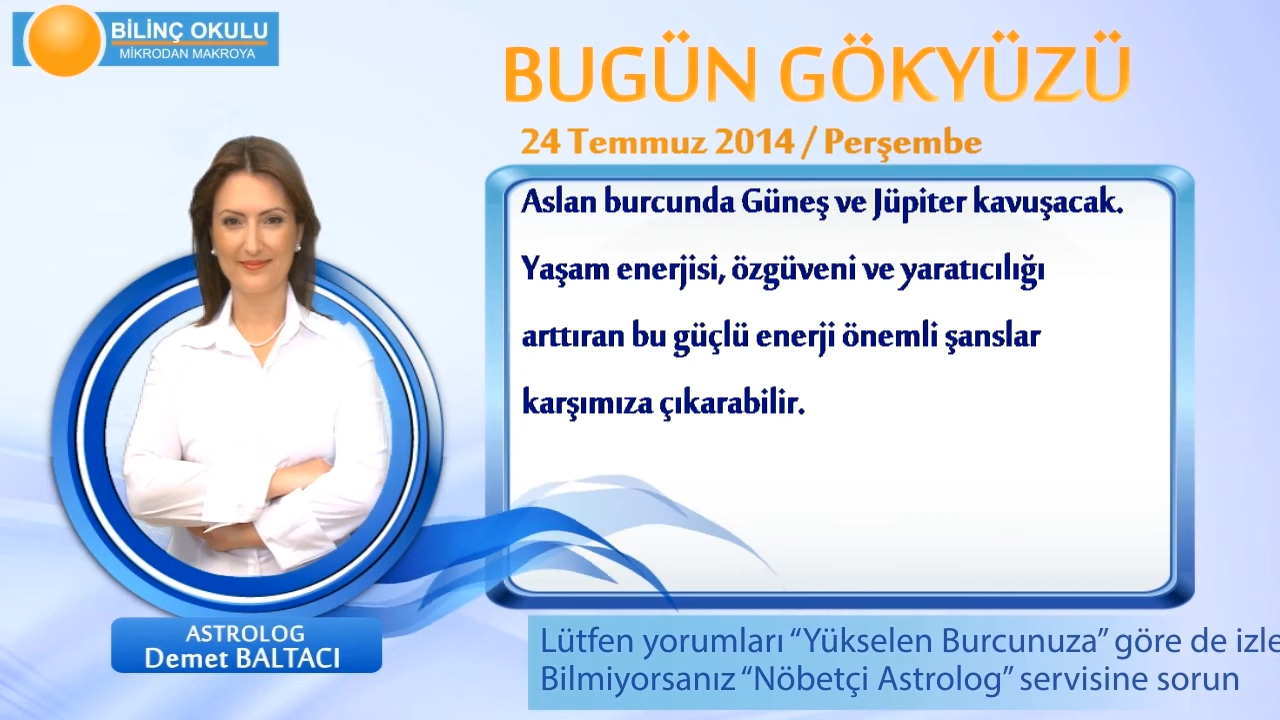 BİLİNÇ OKULU
MİKRODAN MAKROYA
BUGÜN GÖKYÜZÜ
24 Temmuz 2014 / Perşembe
Aslan burcunda Güneş ve Jüpiter kavuşacak.
Yaşam enerjisi, özgüveni ve yaratıcılığı
arttıran bu güçlü enerji önemli şanslar
karşımıza çıkarabilir.
ASTROLOG
Demet BALTACI
Lütfen yorumları “Yükselen Burcunuza” göre de izle
Bilmiyorsanız “Nöbetçi Astrolog” servisine sorun